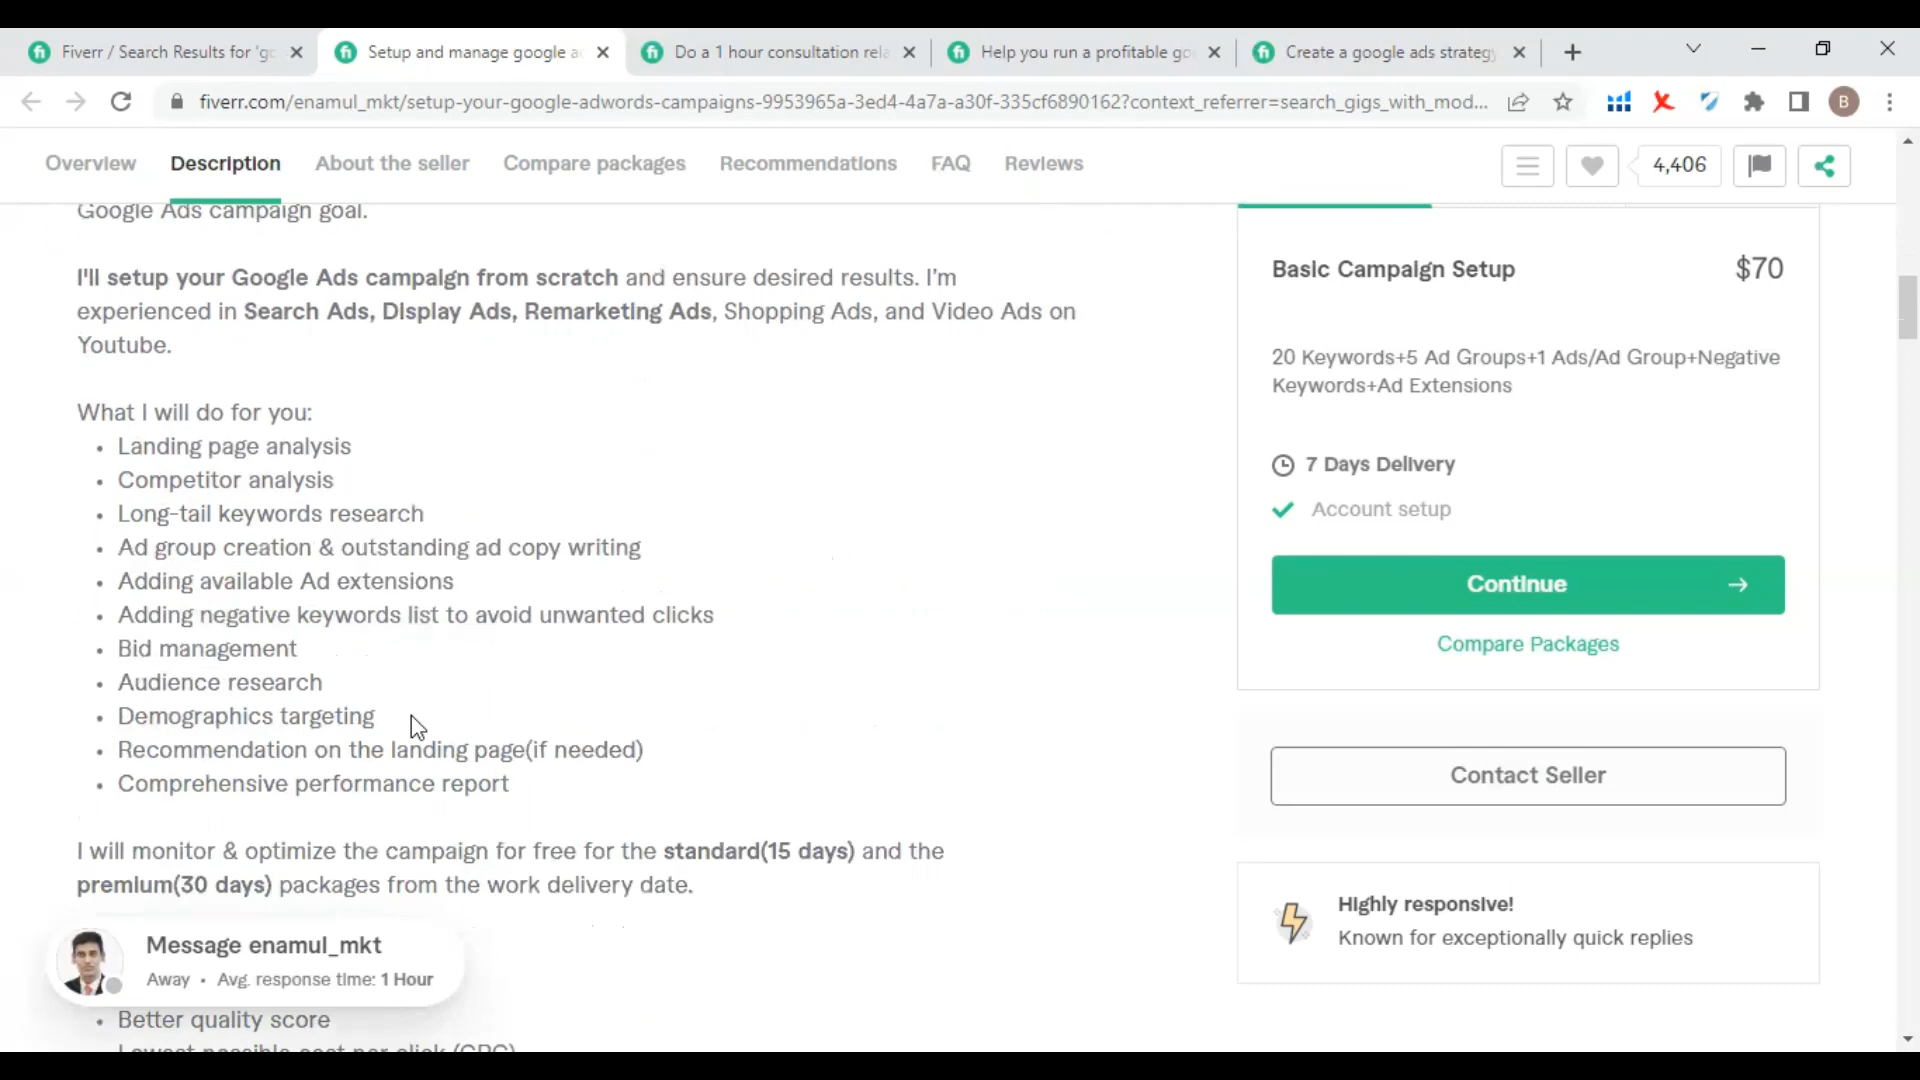 Fiverr / Search Results for 'go
Setup and manage google a
Do a 1 hour consultation rela
Help you run a profitable go
Create a google ads strategy
fiverr.com/enamul_mkt/setup-your-google-adwords-campaigns-9953965a-3ed4-4a7a-a30f-335cf6890162?context_referrer=search_gigs_with_mod...
B
Overview
Description
About the seller
Compare packages
Recommendations
FAQ
Reviews
4,406
Google Ads campaign goal.
I'll setup your Google Ads campaign from scratch and ensure desired results. I'm
experienced in Search Ads, Display Ads, Remarketing Ads, Shopping Ads, and Video Ads on
Youtube.
What I will do for you:
• Landing page analysis
• Competitor analysis
• Long-tail keywords research
• Ad group creation & outstanding ad copy writing
• Adding available Ad extensions
• Adding negative keywords list to avoid unwanted clicks
• Bid management
• Audience research
• Demographics targeting
• Recommendation on the landing page(if needed)
• Comprehensive performance report
I will monitor & optimize the campaign for free for the standard(15 days) and the
premium(30 days) packages from the work delivery date.
Message enamul_mkt
Away • Avg. response time: 1 Hour
• Better quality score
Lowest possible cost per click (CPC)
Basic Campaign Setup
$70
20 Keywords+5 Ad Groups+1 Ads/Ad Group+Negative
Keywords+Ad Extensions
7 Days Delivery
Account setup
Continue
Compare Packages
Contact Seller
Highly responsive!
Known for exceptionally quick replies